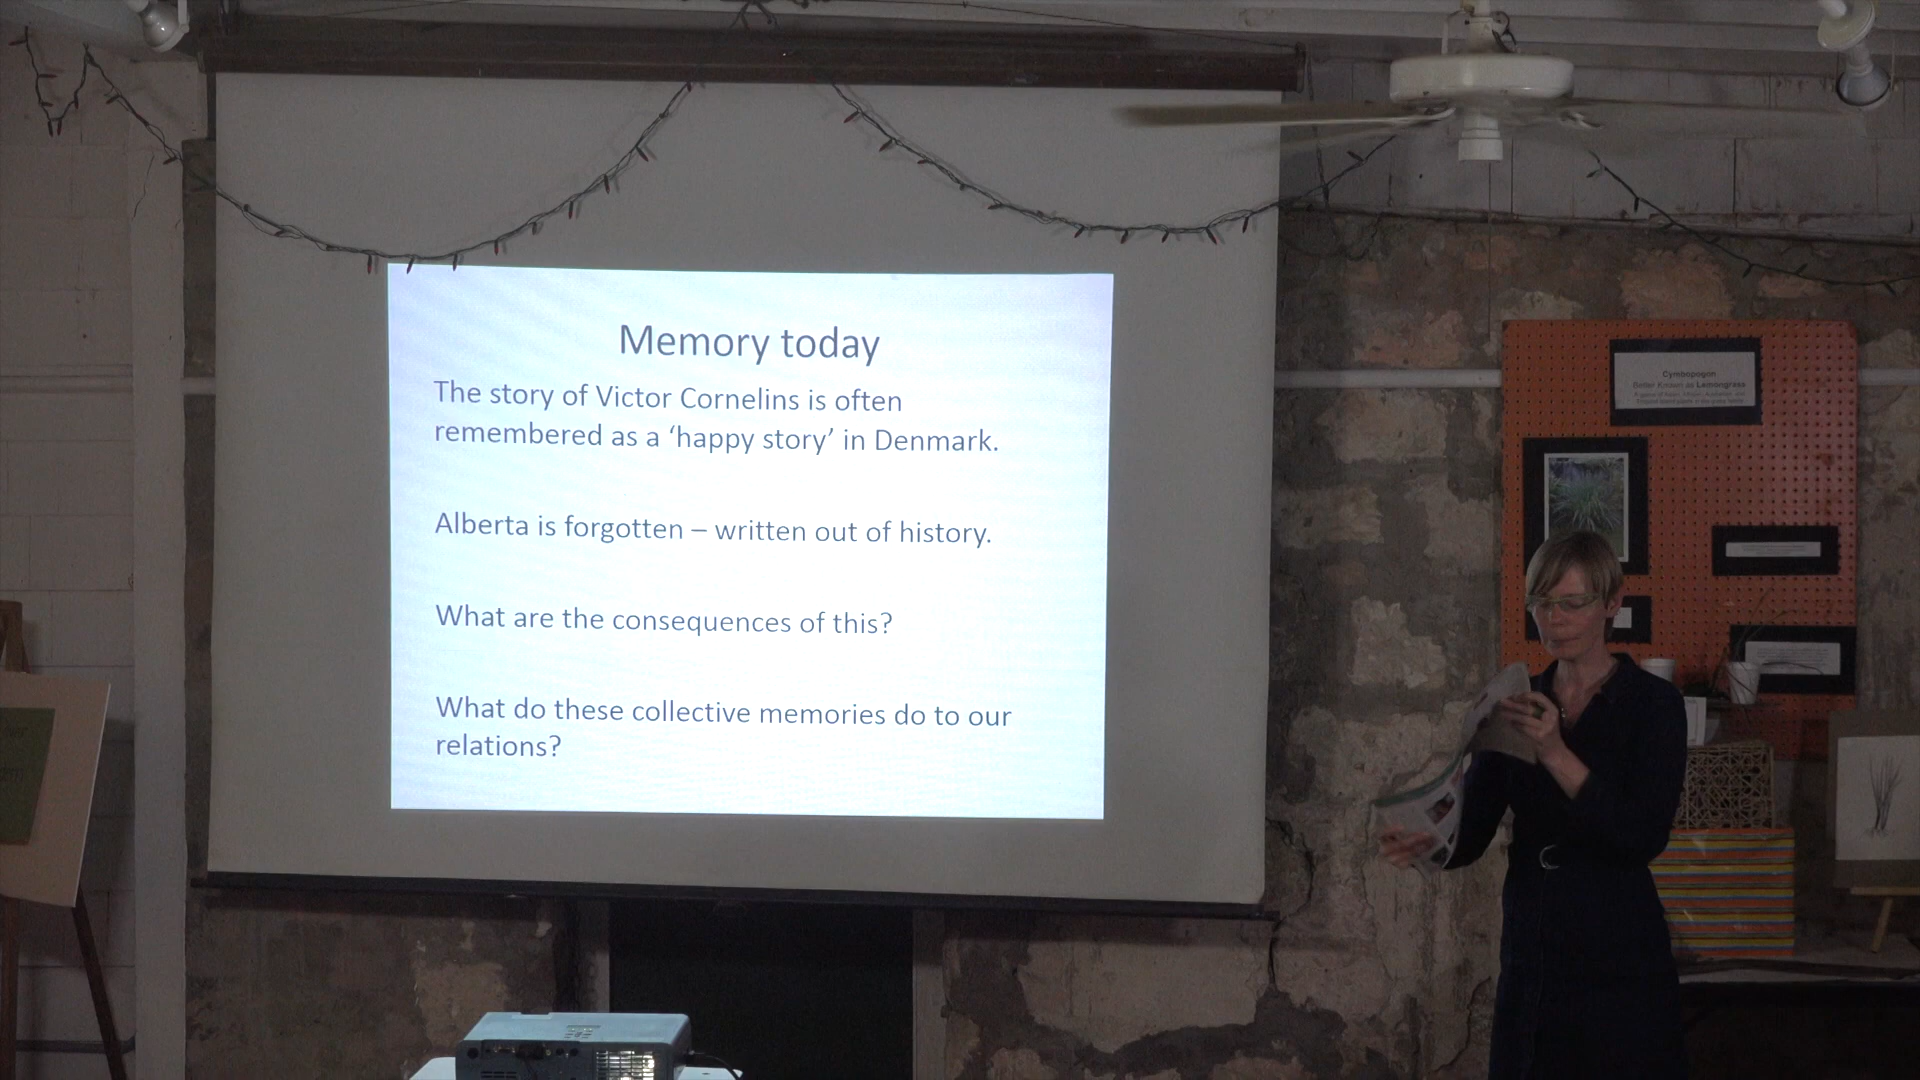 Memory today
The story of Victor Cornelins is often
remembered as a ‘happy story’ in Denmark.
Alberta is forgotten – written out of history.
What are the consequences of this?
What do these collective memories do to our
relations?
Cymbopogon
Better Known as Lemongrass